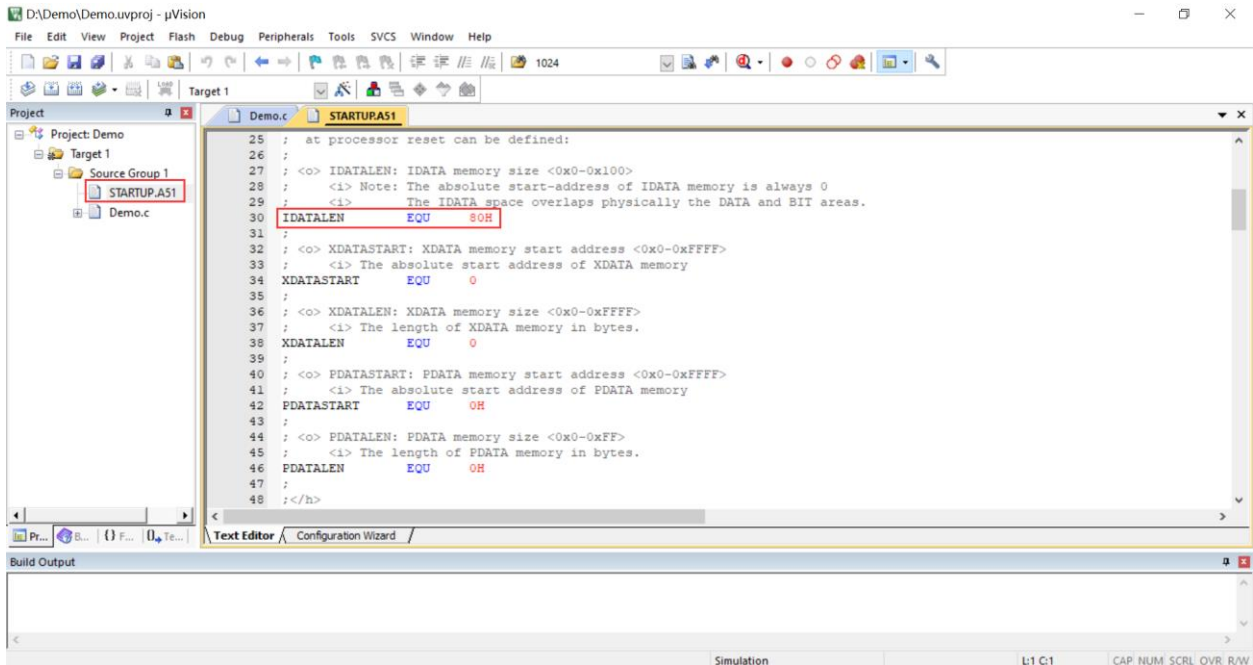 D:\Demo\Demo.uvproj - µVision
File Edit View Project Flash Debug Peripherals Tools SVCS Window Help
1024
Target 1
Project
Demo.c STARTUP.A51
Project: Demo
Target 1
Source Group 1
STARTUP.A51
Demo.c
25 ; at processor reset can be defined:
26 ;
27 ; <o> IDATALEN: IDATA memory size <0x0-0x100>
28 ; <i> Note: The absolute start-address of IDATA memory is always 0
29 ; <i> The IDATA space overlaps physically the DATA and BIT areas.
30 IDATALEN EQU 80H
31 ;
32 ; <o> XDATASTART: XDATA memory start address <0x0-0xFFFF>
33 ; <i> The absolute start address of XDATA memory
34 XDATASTART EQU 0
35 ;
36 ; <o> XDATALEN: XDATA memory size <0x0-0xFFFF>
37 ; <i> The length of XDATA memory in bytes.
38 XDATALEN EQU 0
39 ;
40 ; <o> PDATASTART: PDATA memory start address <0x0-0xFFFF>
41 ; <i> The absolute start address of PDATA memory
42 PDATASTART EQU 0H
43 ;
44 ; <o> PDATALEN: PDATA memory size <0x0-0xFF>
45 ; <i> The length of PDATA memory in bytes.
46 PDATALEN EQU 0H
47 ;
48 ;</h>
Pr... B... {} F... 0 Te...
Text Editor Configuration Wizard
Build Output
Simulation L:1 C:1 CAP NUM SCRL OVR R/W